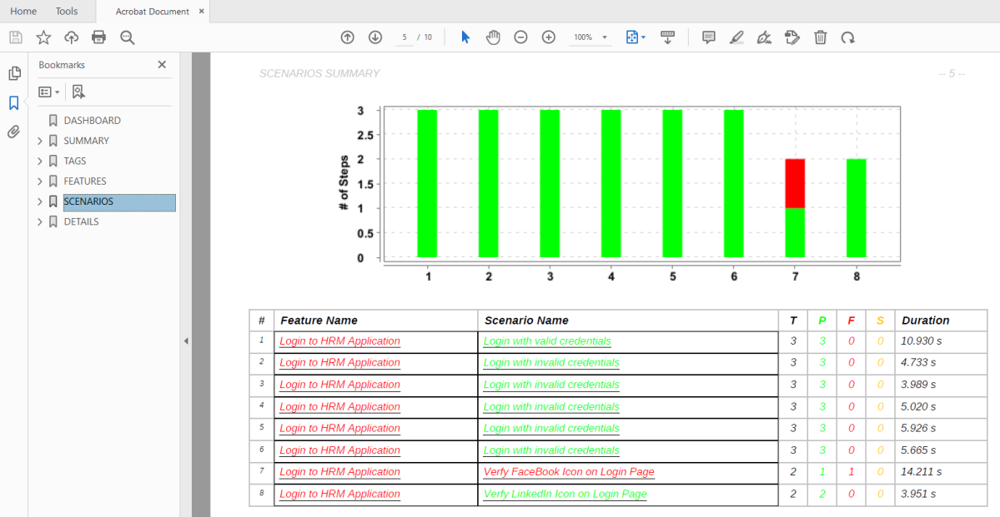 Home Tools Acrobat Document ×
5 / 10 100%
Bookmarks
DASHBOARD
SUMMARY
TAGS
FEATURES
SCENARIOS
DETAILS
SCENARIOS SUMMARY -- 5 --
# of Steps
3
2.5
2
1.5
1
0.5
0
1 2 3 4 5 6 7 8
# Feature Name Scenario Name T P F S Duration
1 Login to HRM Application Login with valid credentials 3 3 0 0 10.930 s
2 Login to HRM Application Login with invalid credentials 3 3 0 0 4.733 s
3 Login to HRM Application Login with invalid credentials 3 3 0 0 3.989 s
4 Login to HRM Application Login with invalid credentials 3 3 0 0 5.020 s
5 Login to HRM Application Login with invalid credentials 3 3 0 0 5.926 s
6 Login to HRM Application Login with invalid credentials 3 3 0 0 5.665 s
7 Login to HRM Application Verfy FaceBook Icon on Login Page 2 1 1 0 14.211 s
8 Login to HRM Application Verfy LinkedIn Icon on Login Page 2 2 0 0 3.951 s